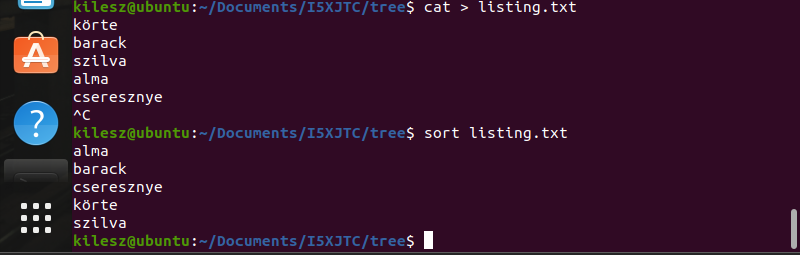 kilesz@ubuntu:~/Documents/I5XJTC/tree$ cat > listing.txt
körte
barack
szilva
alma
cseresznye
^C
kilesz@ubuntu:~/Documents/I5XJTC/tree$ sort listing.txt
alma
barack
cseresznye
körte
szilva
kilesz@ubuntu:~/Documents/I5XJTC/tree$